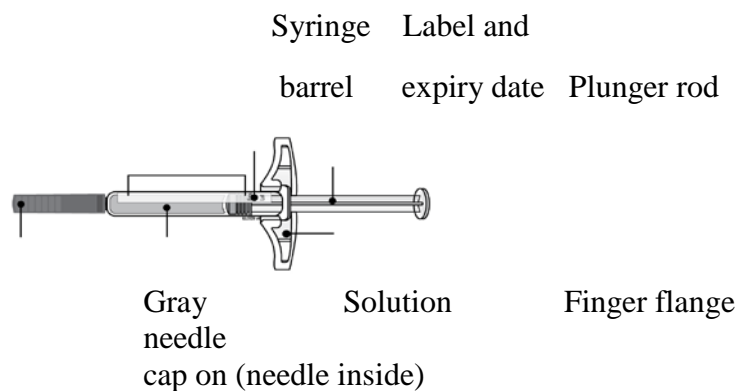 Syringe Label and
barrel expiry date Plunger rod
Gray Solution Finger flange
needle
cap on (needle inside)